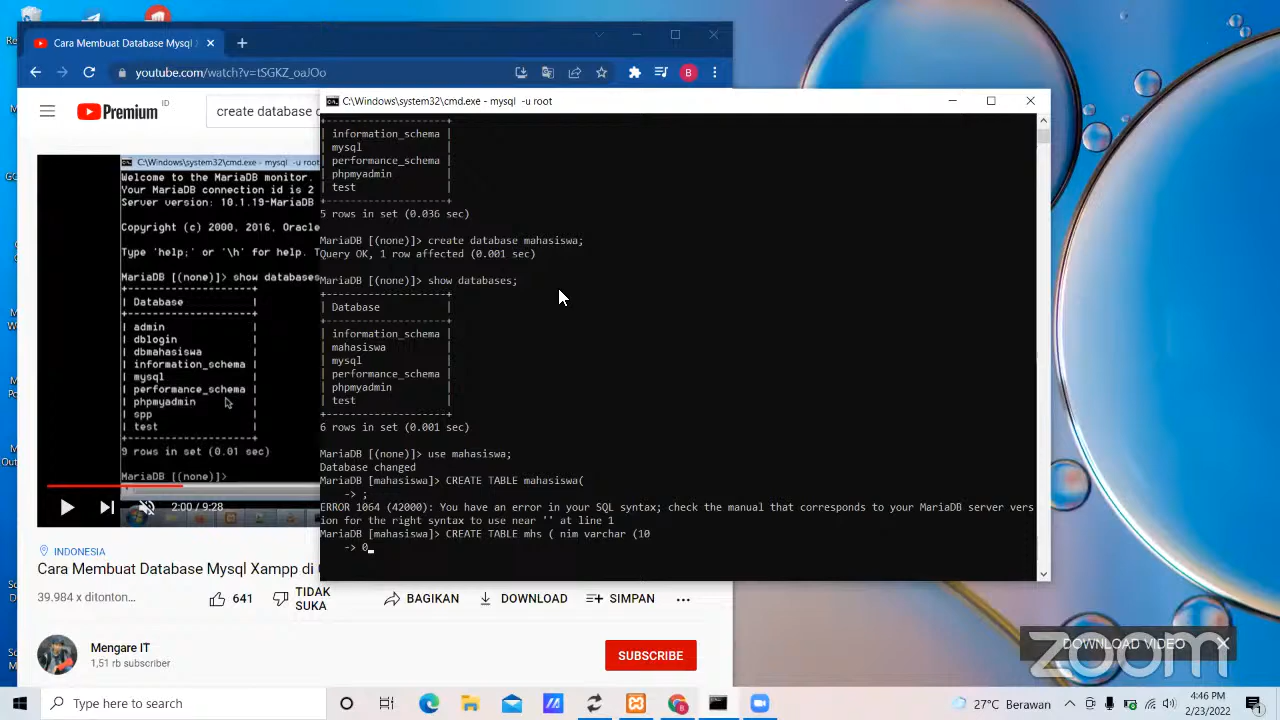 Cara Membuat Database Mysql
youtube.com/watch?v=tSGKZ_oaJOo
B
Premium
ID
create database
C:\Windows\system32\cmd.exe - mysql -u root
Welcome to the MariaDB monitor.
Your MariaDB connection id is 2
Server version: 10.1.19-MariaDB
Copyright (c) 2000, 2016, Oracle
Type 'help;' or '\h' for help. T
MariaDB [(none)]> show databases
| Database
| admin
| dblogin
| dbmahasiswa
| information_schema |
| mysql |
| performance_schema |
| phpmyadmin |
| spp |
| test |
9 rows in set (0.01 sec)
MariaDB [(none)]>
2:00 / 9:28
INDONESIA
Cara Membuat Database Mysql Xampp di
39.984 x ditonton...
641
TIDAK SUKA
BAGIKAN
DOWNLOAD
SIMPAN
Mengare IT
1,51 rb subscriber
SUBSCRIBE
C:\Windows\system32\cmd.exe - mysql -u root
+--------------------+
| information_schema |
| mysql |
| performance_schema |
| phpmyadmin |
| test |
+--------------------+
5 rows in set (0.036 sec)
MariaDB [(none)]> create database mahasiswa;
Query OK, 1 row affected (0.001 sec)
MariaDB [(none)]> show databases;
+--------------------+
| Database |
+--------------------+
| information_schema |
| mahasiswa |
| mysql |
| performance_schema |
| phpmyadmin |
| test |
+--------------------+
6 rows in set (0.001 sec)
MariaDB [(none)]> use mahasiswa;
Database changed
MariaDB [mahasiswa]> CREATE TABLE mahasiswa(
-> ;
ERROR 1064 (42000): You have an error in your SQL syntax; check the manual that corresponds to your MariaDB server vers
ion for the right syntax to use near '' at line 1
MariaDB [mahasiswa]> CREATE TABLE mhs ( nim varchar (10
-> 0_
DOWNLOAD VIDEO
zoom
Type here to search
27°C Berawan
4:46 PM
2/23/2022